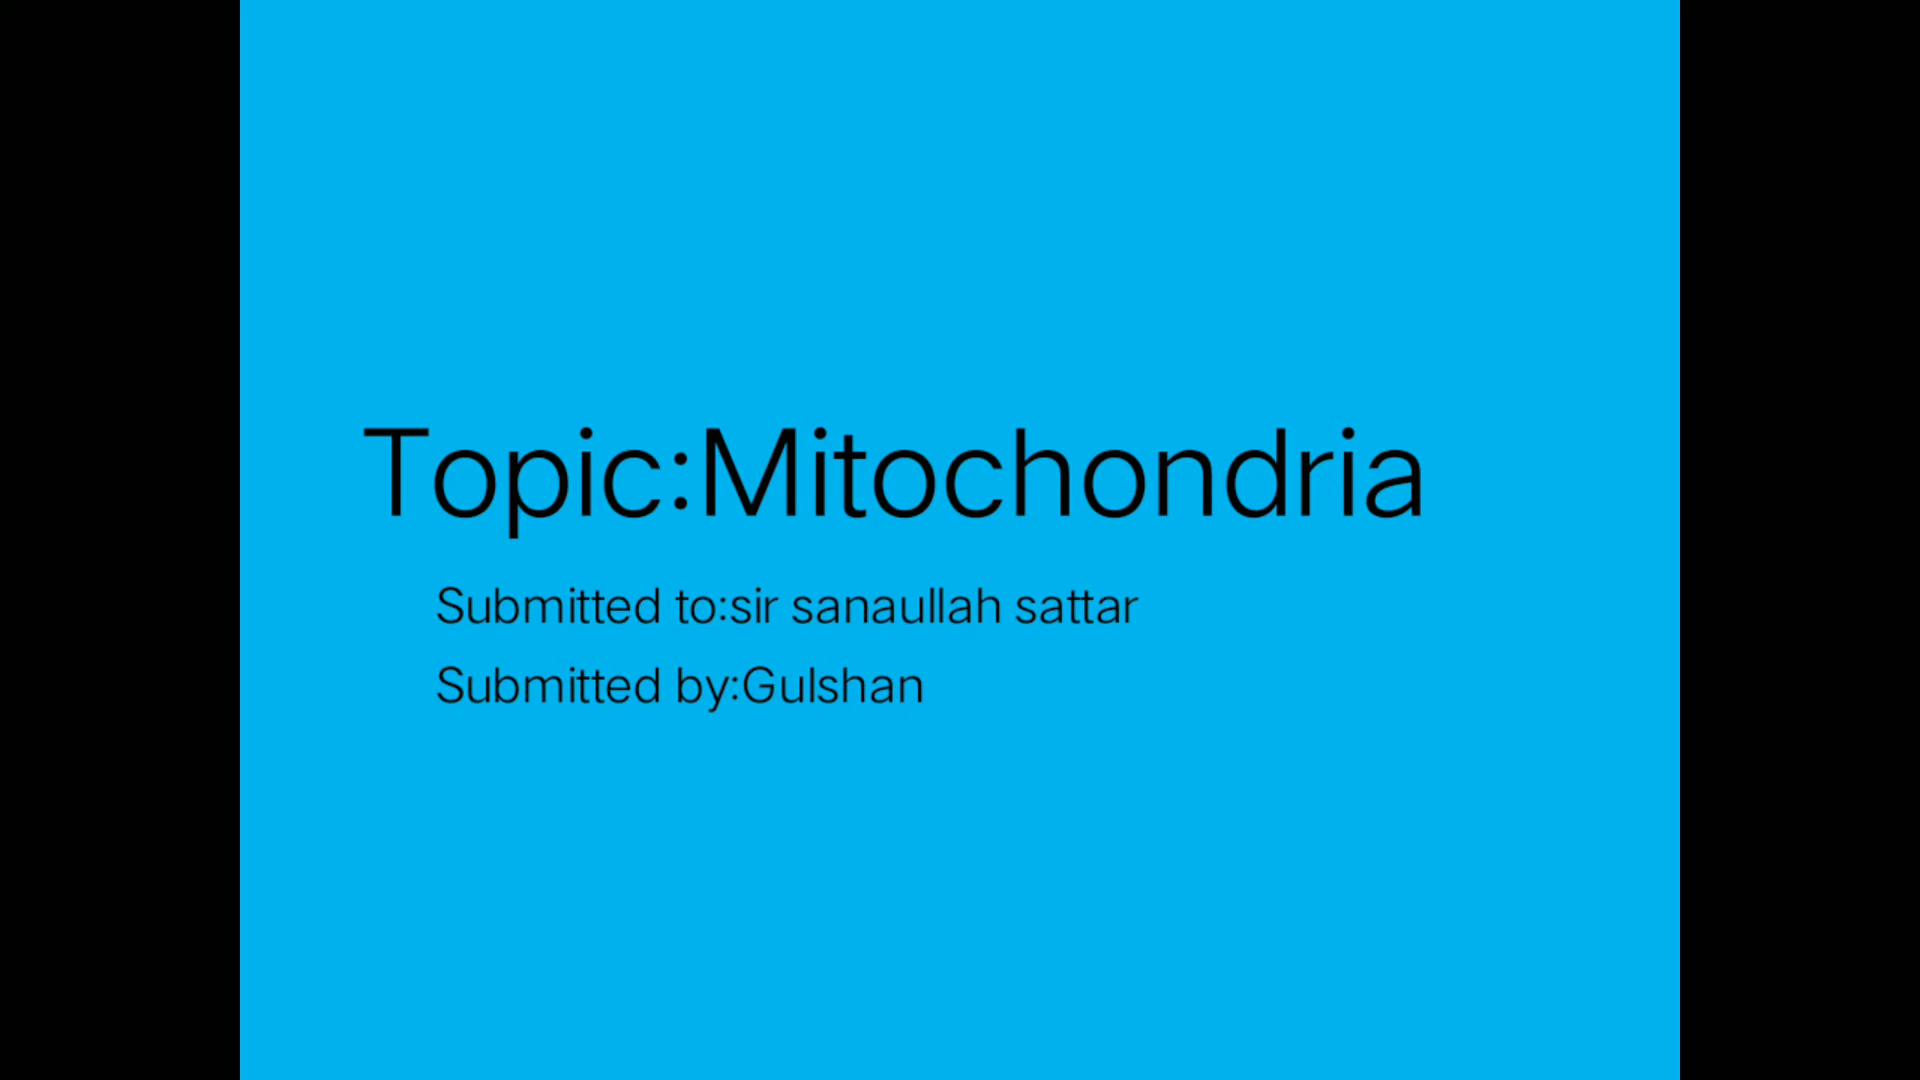 Topic:Mitochondria
Submitted to:sir sanaullah sattar
Submitted by:Gulshan